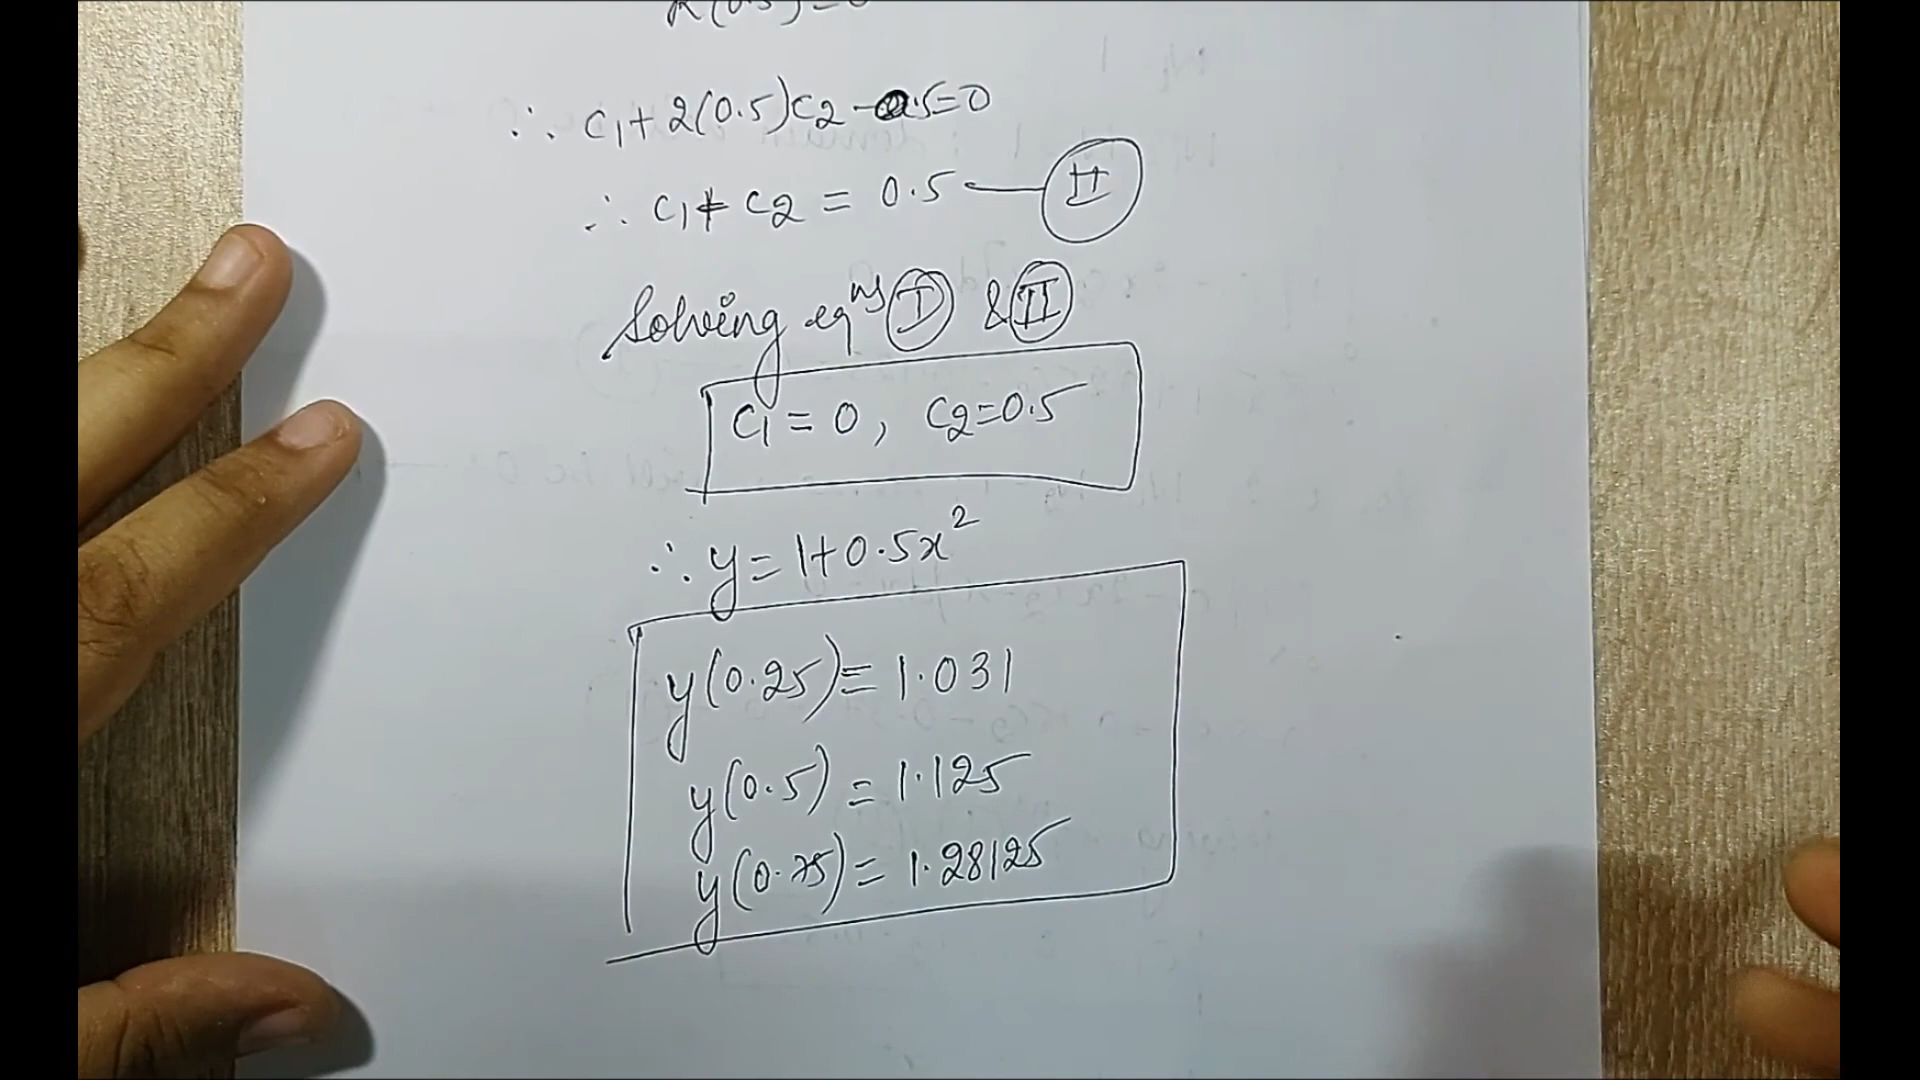 ∴ C1 + 2(0.5)C2 - 0.5 = 0
∴ C1 + C2 = 0.5 — II
Solving eqns I & II
C1 = 0, C2 = 0.5
∴ y = 1 + 0.5x²
y(0.25) = 1.031
y(0.5) = 1.125
y(0.75) = 1.28125